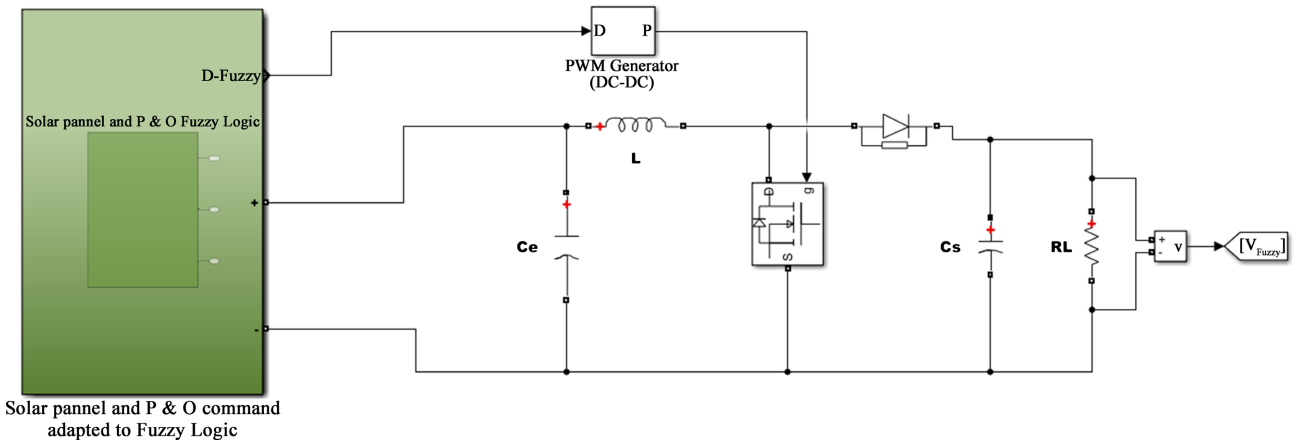 D P
PWM Generator
(DC-DC)
D-Fuzzy
Solar pannel and P & O Fuzzy Logic
+
-
+
L
D g
S
+
Ce
+
Cs
+
RL
+
-
v
[VFuzzy]
Solar pannel and P & O command
adapted to Fuzzy Logic